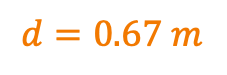 d = 0.67 m